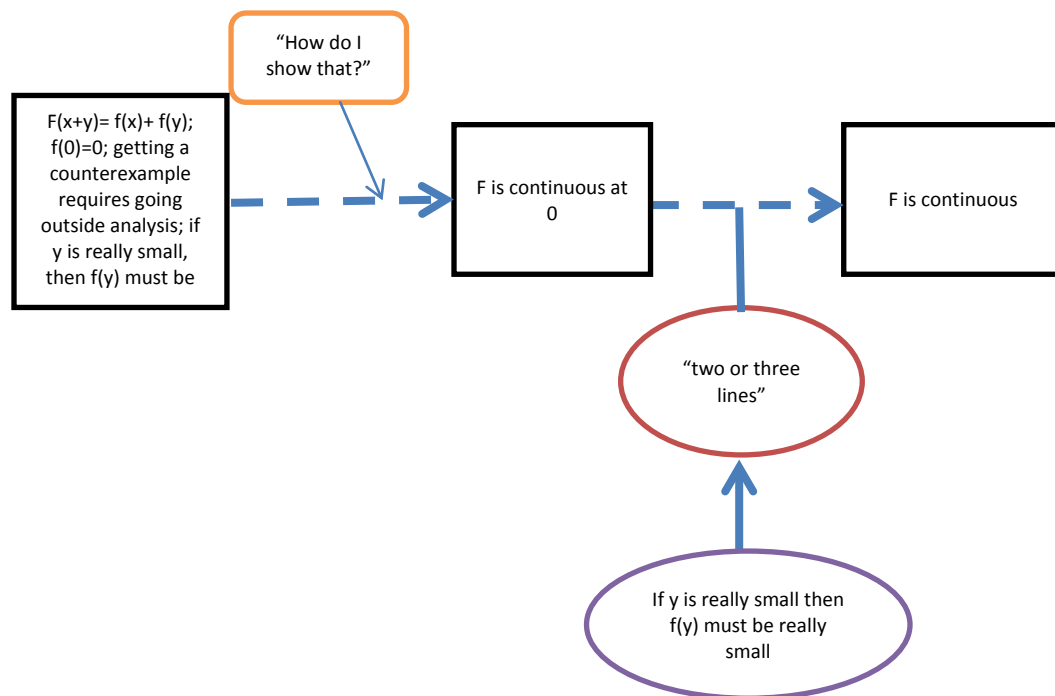 “How do I
show that?”
F(x+y)= f(x)+ f(y);
f(0)=0; getting a
counterexample
requires going
outside analysis; if
y is really small,
then f(y) must be
F is continuous at
0
F is continuous
“two or three
lines”
If y is really small then
f(y) must be really
small